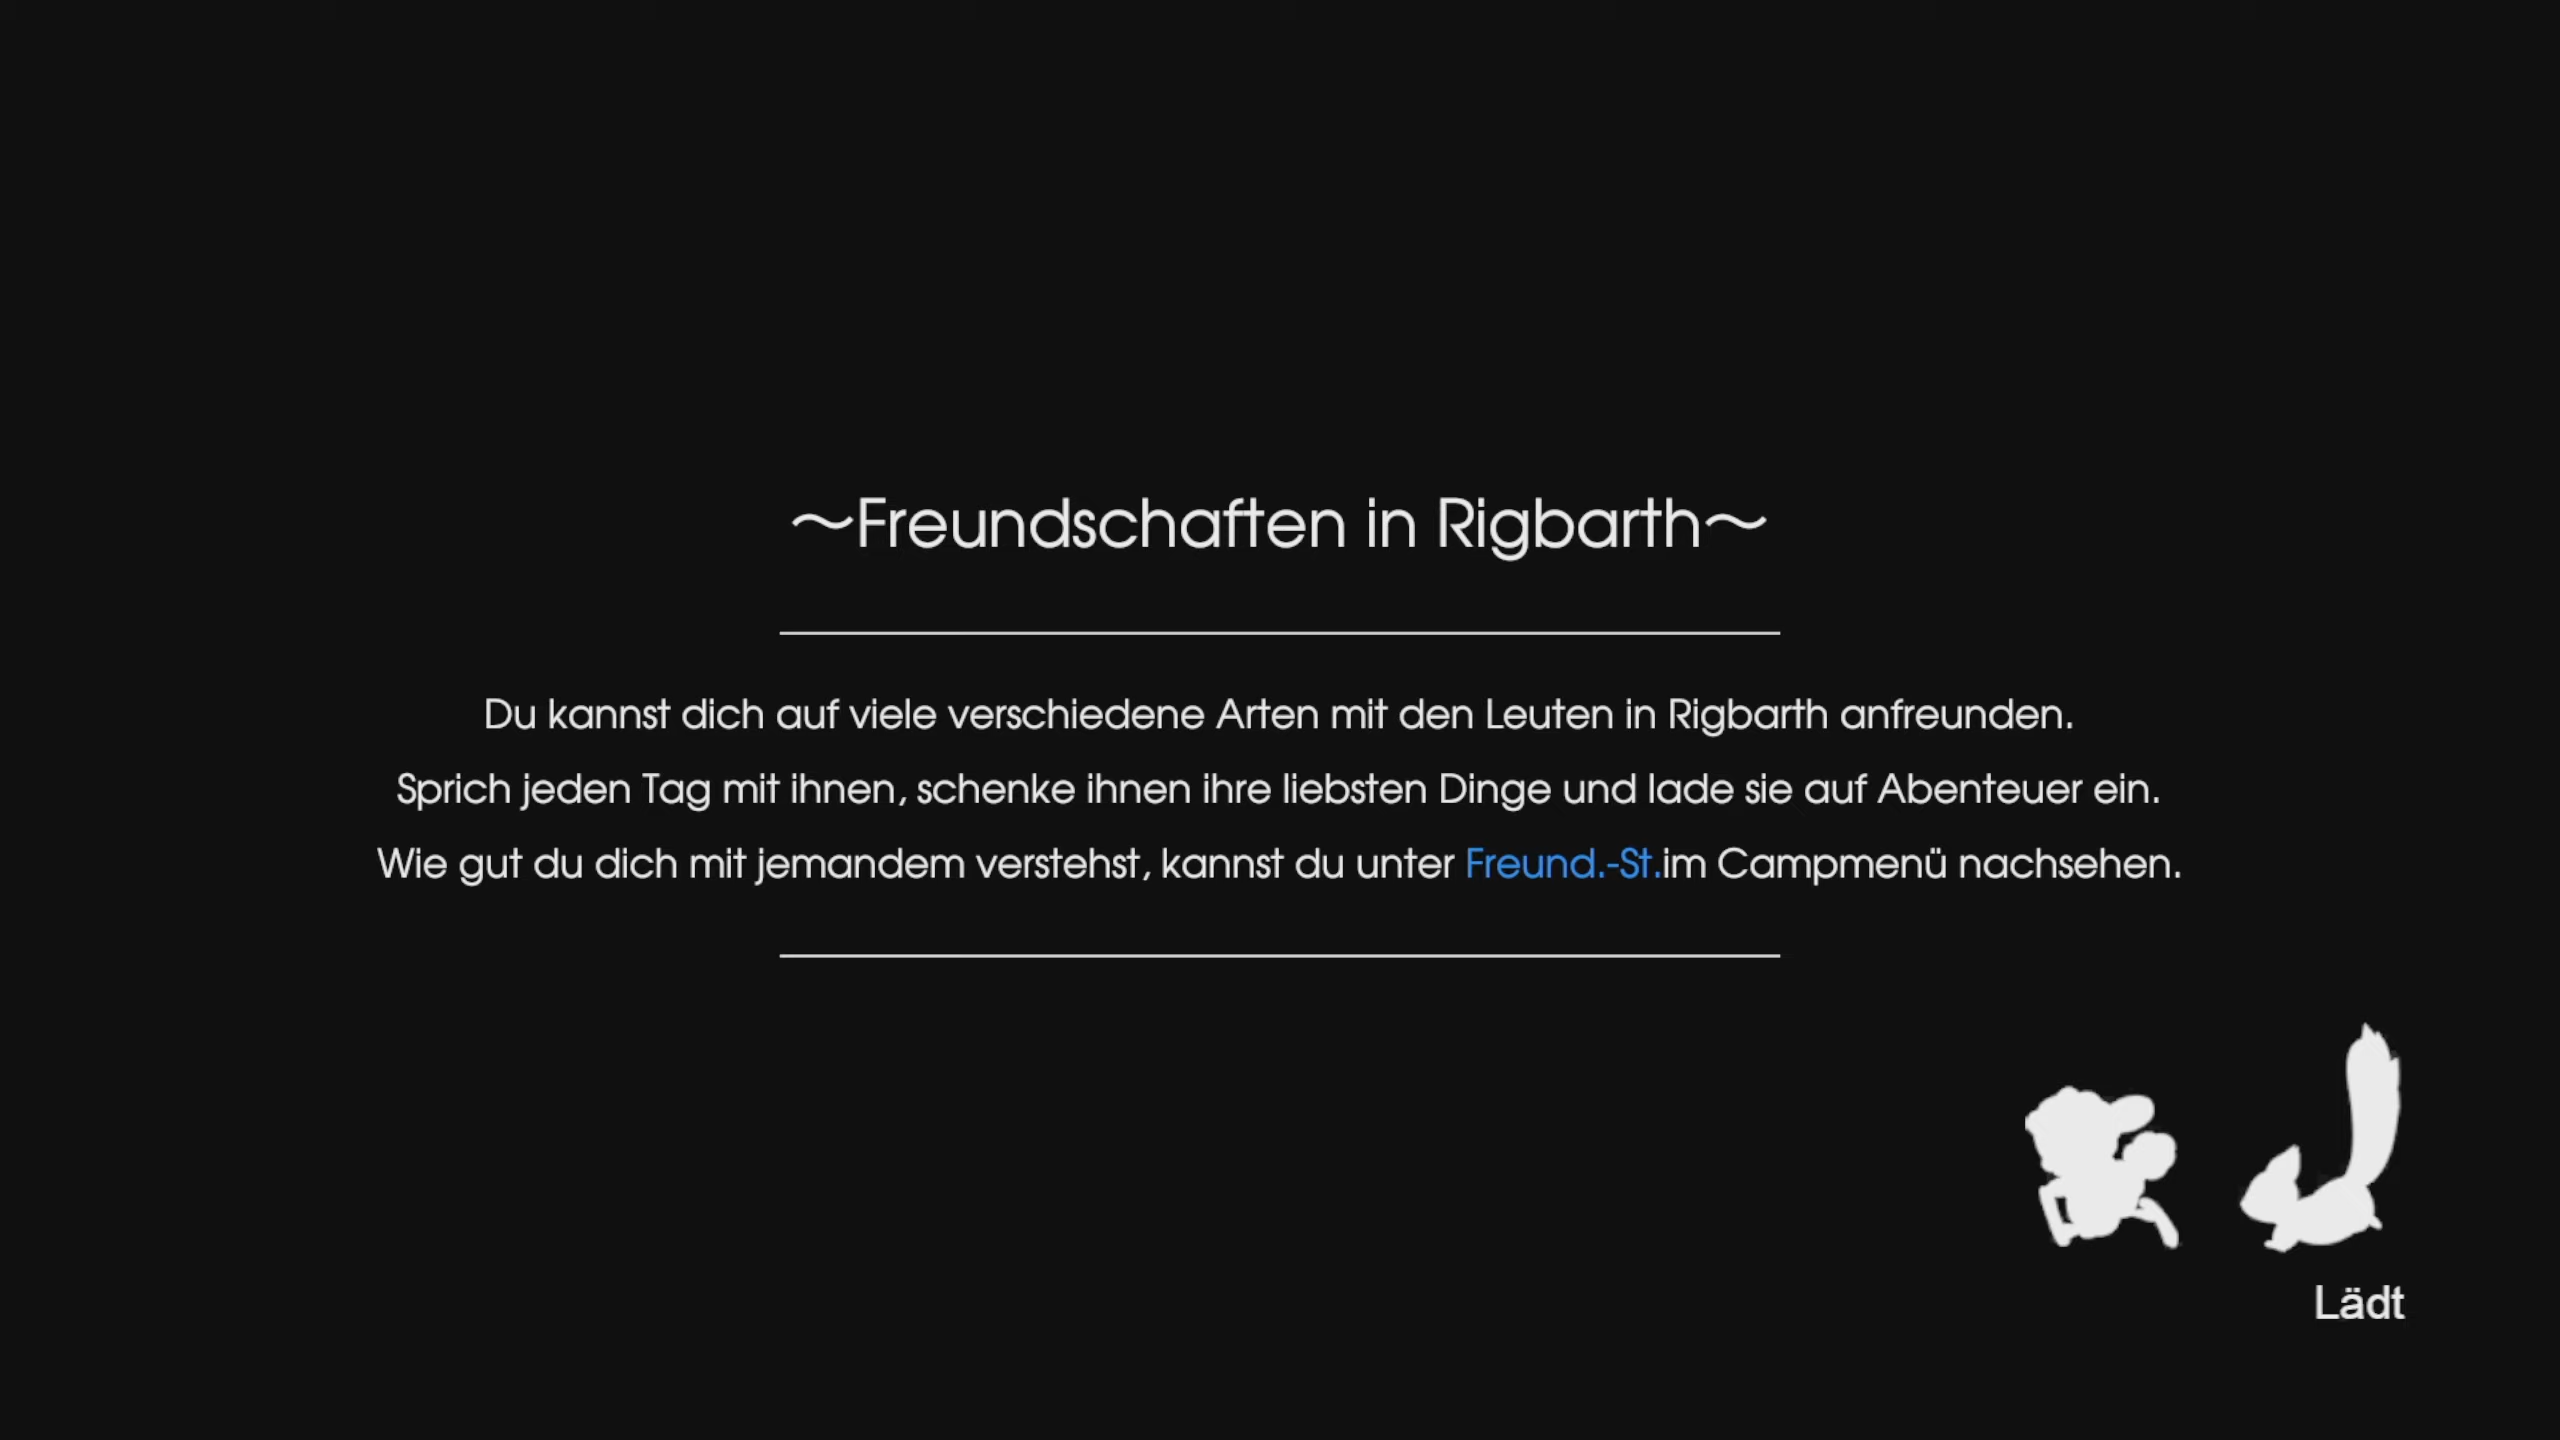 ～Freundschaften in Rigbarth～
Du kannst dich auf viele verschiedene Arten mit den Leuten in Rigbarth anfreunden.
Sprich jeden Tag mit ihnen, schenke ihnen ihre liebsten Dinge und lade sie auf Abenteuer ein.
Wie gut du dich mit jemandem verstehst, kannst du unter Freund.-St.im Campmenü nachsehen.
Lädt